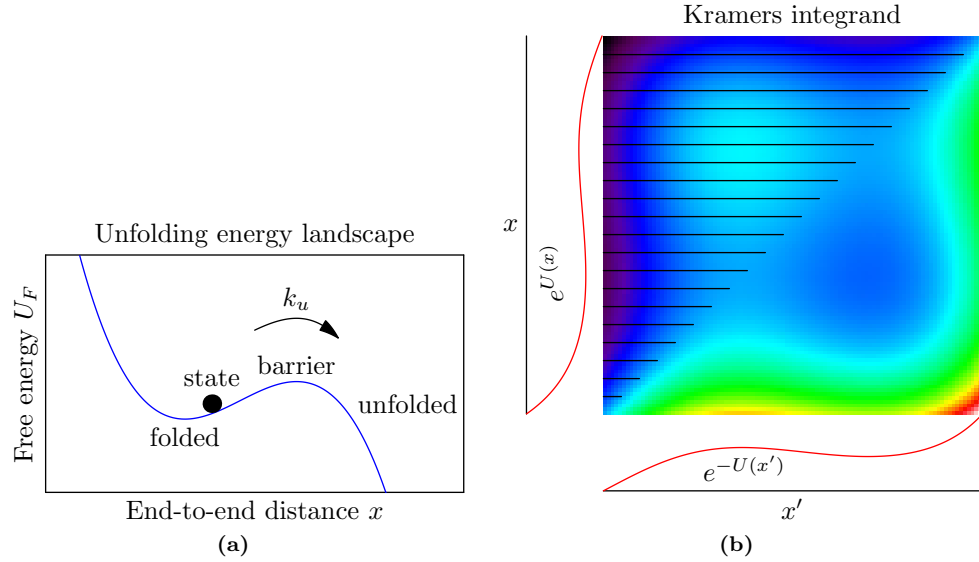 Unfolding energy landscape
Free energy U_F
k_u
barrier
state
unfolded
folded
End-to-end distance x
(a)
Kramers integrand
x
e^{U(x)}
e^{-U(x′)}
x′
(b)